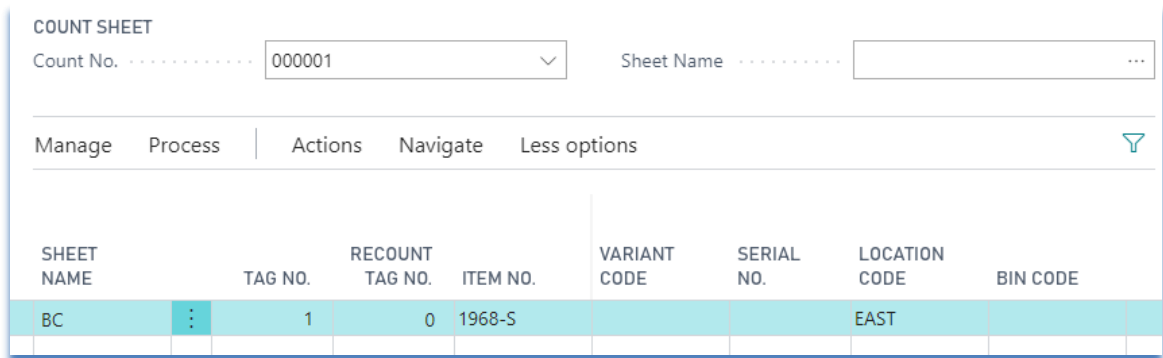 COUNT SHEET
Count No. 000001 Sheet Name ...
Manage Process Actions Navigate Less options
SHEET NAME TAG NO. RECOUNT TAG NO. ITEM NO. VARIANT CODE SERIAL NO. LOCATION CODE BIN CODE
BC 1 0 1968-S EAST